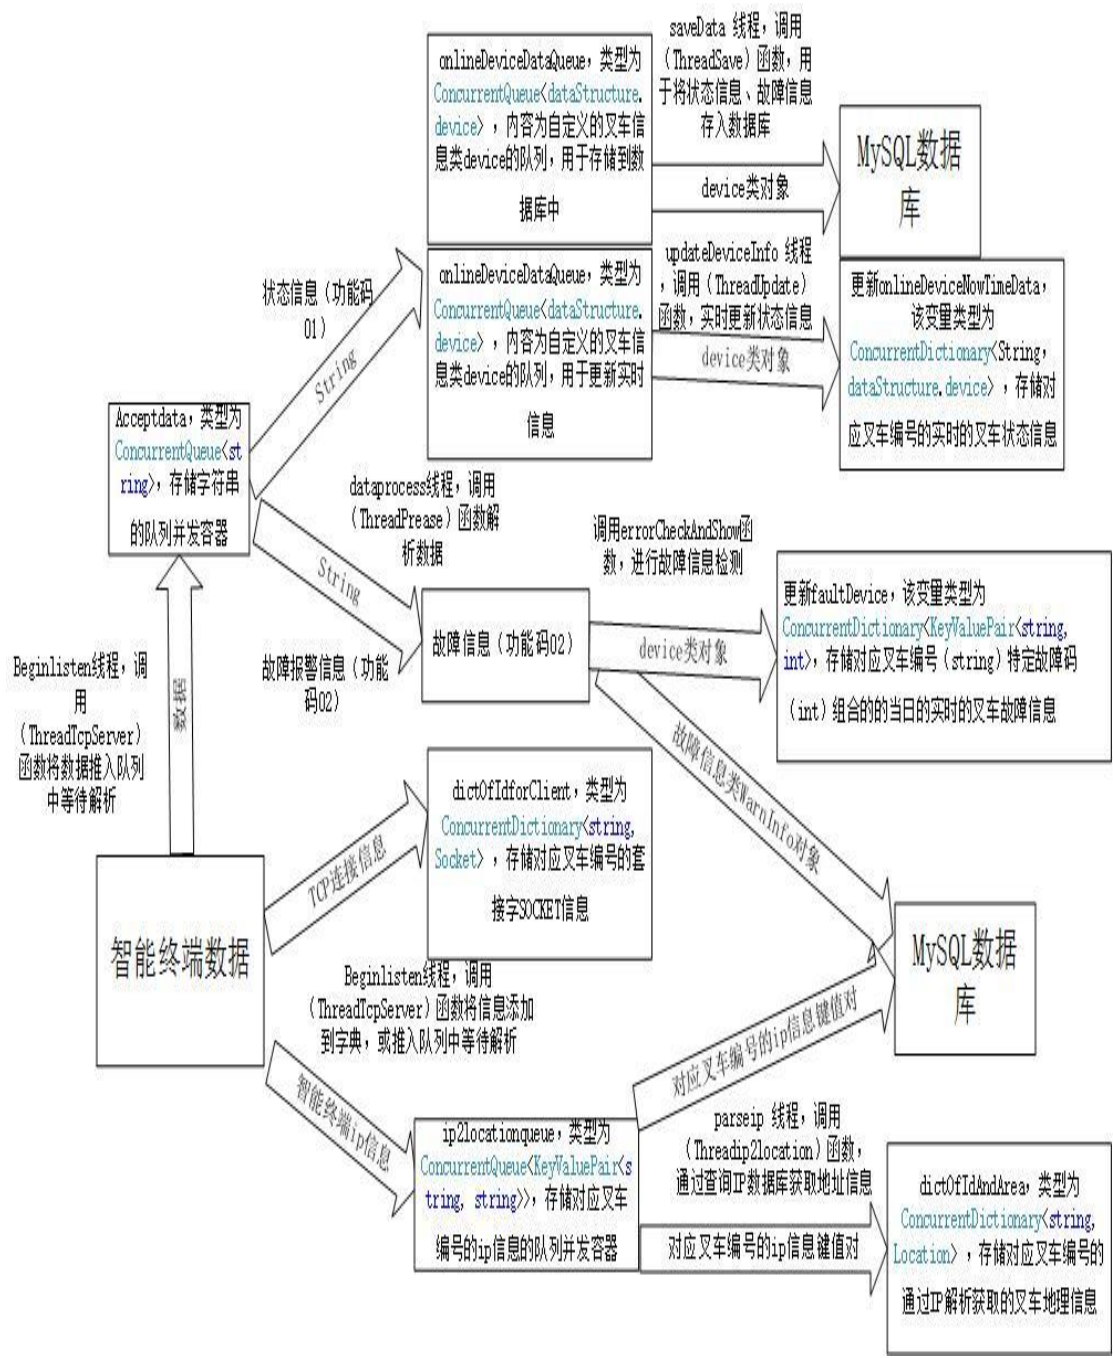 saveData 线程，调用
（ThreadSave）函数，用
于将状态信息、故障信息
存入数据库
onlineDeviceDataQueue，类型为
ConcurrentQueue<dataStructure.
device>，内容为自定义的叉车信
息类device的队列，用于存储到数
据库中
device类对象
MySQL数据
库
状态信息（功能码
01）
String
onlineDeviceDataQueue，类型为
ConcurrentQueue<dataStructure.
device>，内容为自定义的叉车信
息类device的队列，用于更新实时
信息
updateDeviceInfo 线程
，调用（ThreadUpdate）
函数，实时更新状态信息
device类对象
更新onlineDeviceNowTimeData，
该变量类型为
ConcurrentDictionary<String，
dataStructure.device>，存储对
应叉车编号的实时的叉车状态信息
Acceptdata，类型为
ConcurrentQueue<st
ring>，存储字符串
的队列并发容器
dataprocess线程，调用
（ThreadPrease）函数解
析数据
String
故障报警信息（功能
码02）
故障信息（功能码02）
调用errorCheckAndShow函
数，进行故障信息检测
device类对象
更新faultDevice，该变量类型为
ConcurrentDictionary<KeyValuePair<string,
int>，存储对应叉车编号（string）特定故障码
（int）组合的的当日的实时的叉车故障信息
Beginlisten线程，调
用
（ThreadTcpServer）
函数将数据推入队列
中等待解析
数据
故障信息类WarnInfo对象
dictOfIdforClient，类型为
ConcurrentDictionary<string,
Socket>，存储对应叉车编号的套
接字SOCKET信息
TCP连接信息
智能终端数据
Beginlisten线程，调用
（ThreadTcpServer）函数将信息添加
到字典，或推入队列中等待解析
MySQL数据
库
对应叉车编号的ip信息键值对
智能终端ip信息
ip2locationqueue，类型为
ConcurrentQueue<KeyValuePair<s
tring, string>>，存储对应叉车
编号的ip信息的队列并发容器
parseip 线程，调用
（Threadip2location）函数，
通过查询IP数据库获取地址信息
对应叉车编号的ip信息键值对
dictOfIdAndArea，类型为
ConcurrentDictionary<string,
Location>，存储对应叉车编号的
通过IP解析获取的叉车地理信息